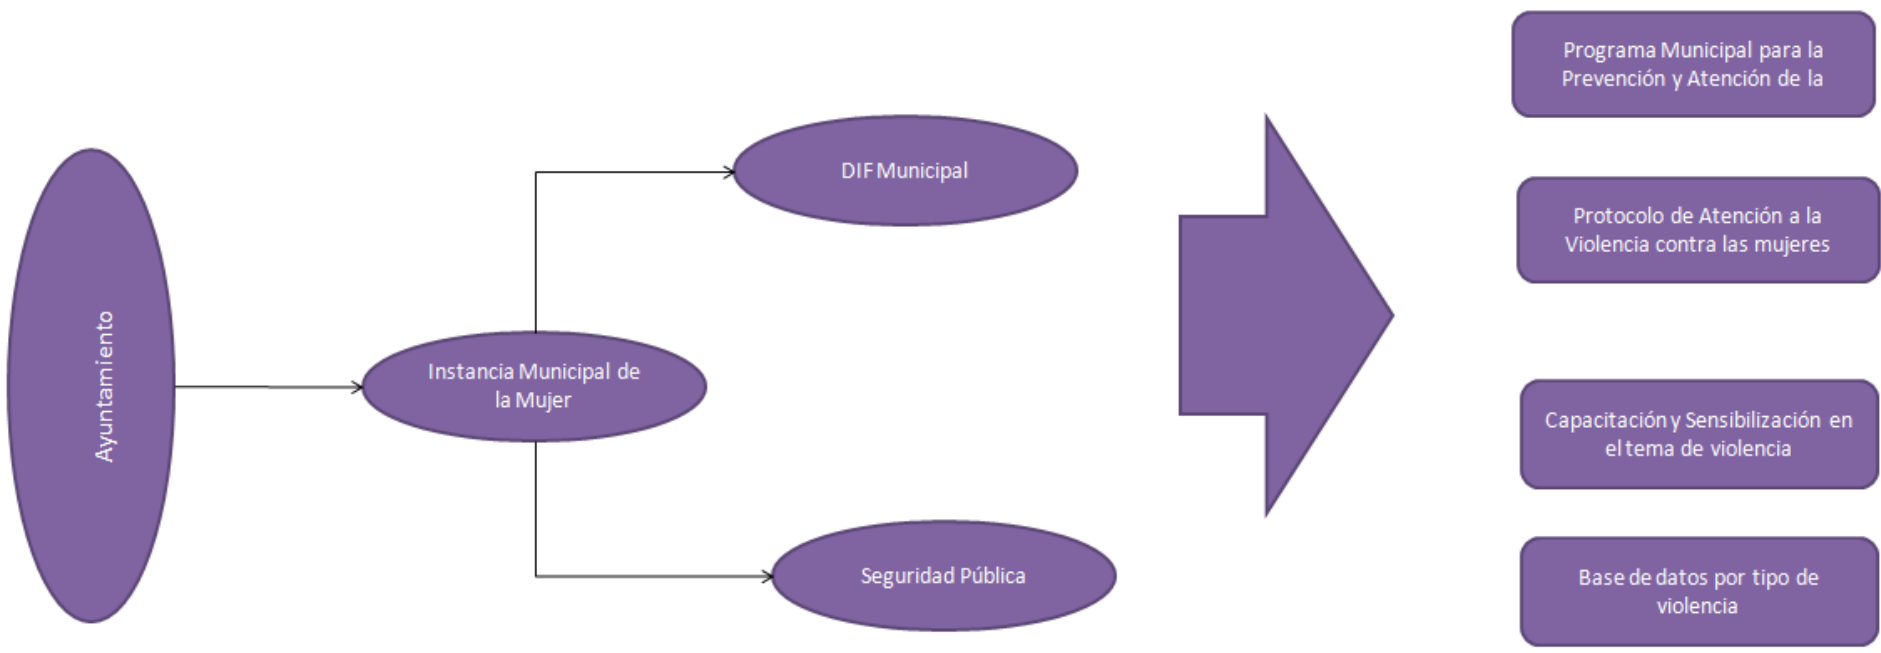 Ayuntamiento
Instancia Municipal de
la Mujer
DIF Municipal
Seguridad Pública
Programa Municipal para la
Prevención y Atención de la
Protocolo de Atención a la
Violencia contra las mujeres
Capacitación y Sensibilización en
el tema de violencia
Base de datos por tipo de
violencia